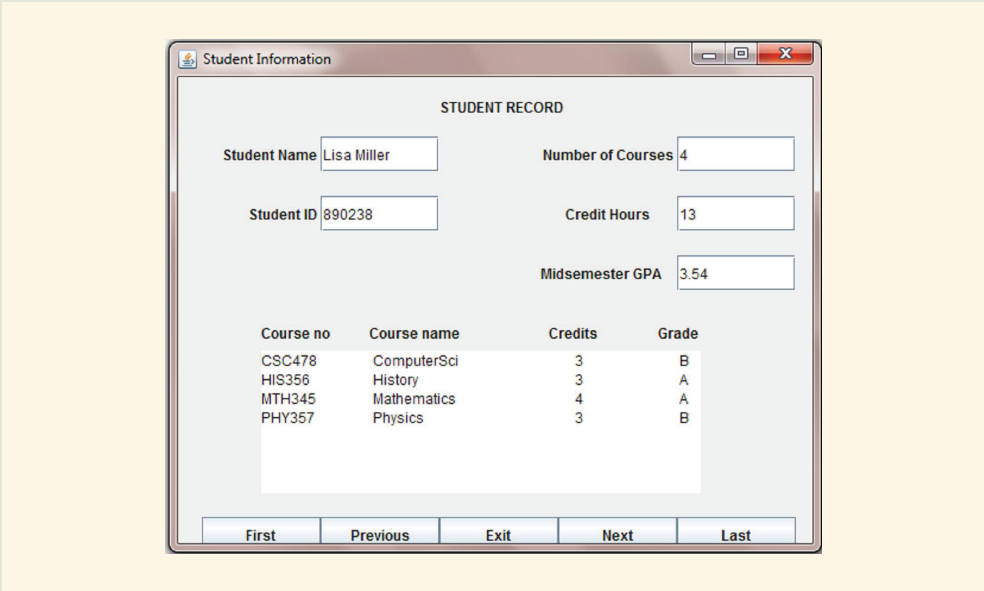 Student Information
STUDENT RECORD
Student Name Lisa Miller Number of Courses 4
Student ID 890238 Credit Hours 13
Midsemester GPA 3.54
Course no Course name Credits Grade
CSC478 ComputerSci 3 B
HIS356 History 3 A
MTH345 Mathematics 4 A
PHY357 Physics 3 B
First Previous Exit Next Last